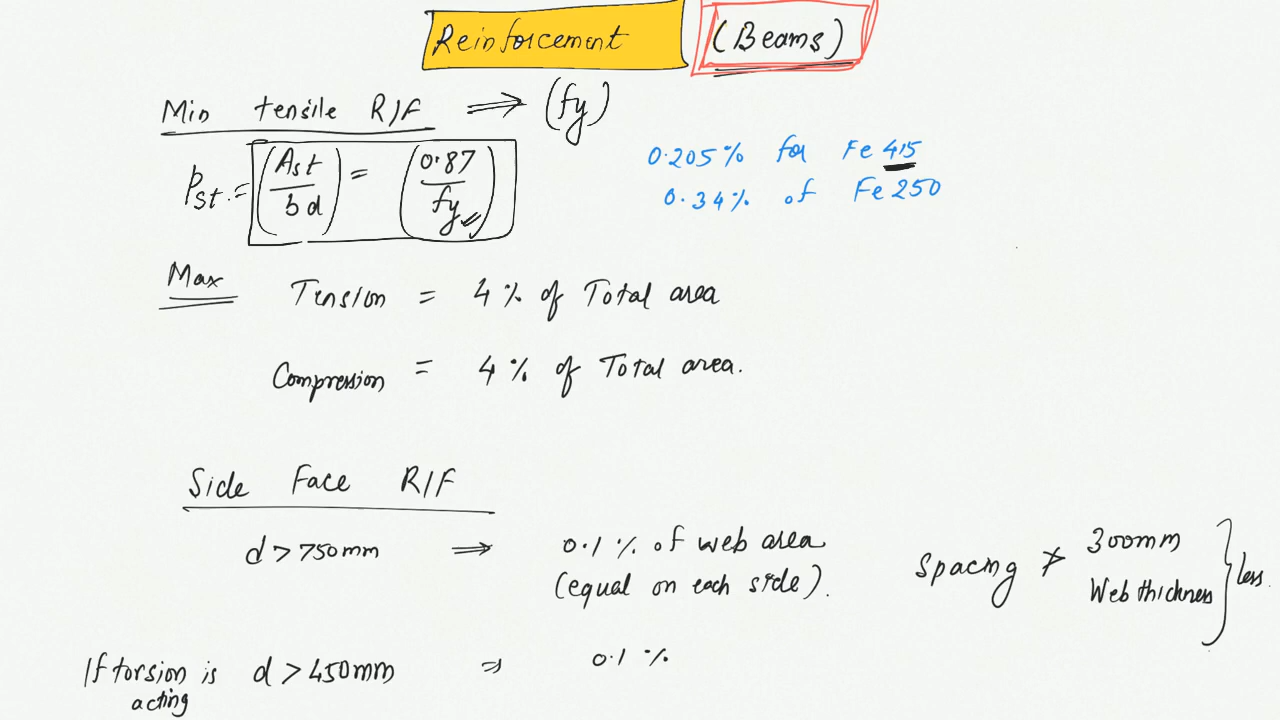 Reinforcement (Beams)
Min tensile R/F ⟹ (fy)
Pst. = (Ast / bd) = (0.87 / fy)
0.205% for Fe 415
0.34% of Fe 250
Max Tension = 4% of Total area
Compression = 4% of Total area.
Side Face R/F
d > 750mm ⟹ 0.1% of web area
(equal on each side).
Spacing ≯ 300mm
Web thickness } less.
If torsion is acting d > 450mm ⇒ 0.1%